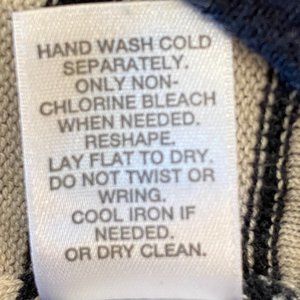 HAND WASH COLD
SEPARATELY.
ONLY NON-
CHLORINE BLEACH
WHEN NEEDED.
RESHAPE.
LAY FLAT TO DRY.
DO NOT TWIST OR
WRING.
COOL IRON IF
NEEDED.
OR DRY CLEAN.